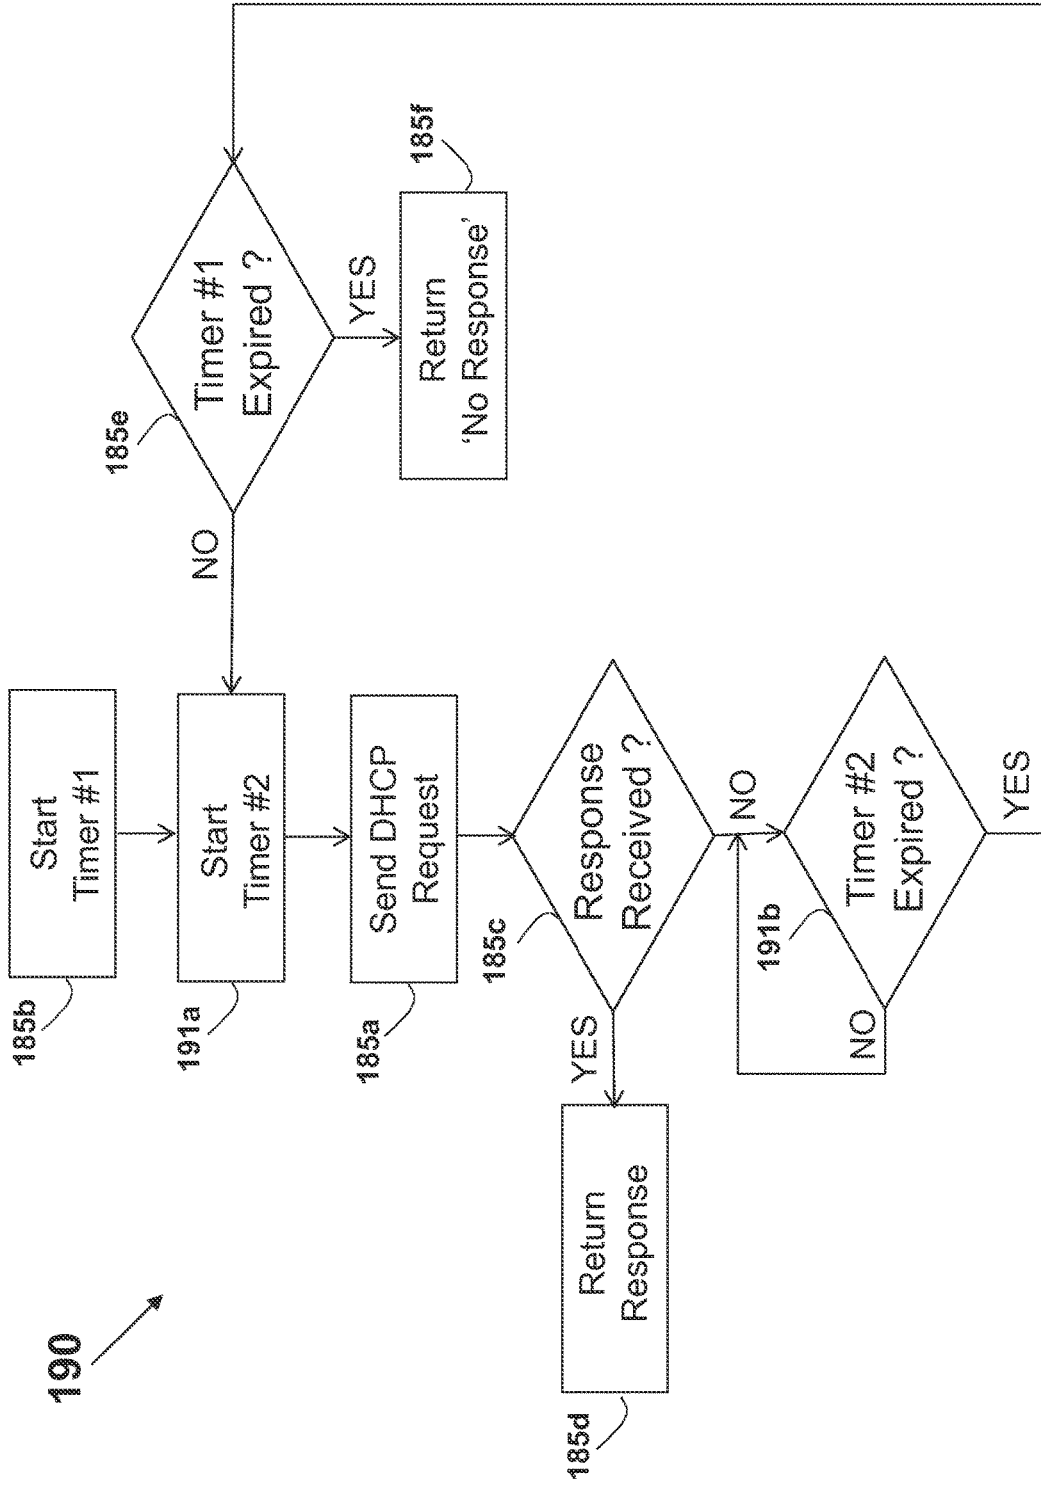 190
185b
Start
Timer #1
191a
Start
Timer #2
185a
Send DHCP
Request
185c
Response
Received ?
YES
NO
185d
Return
Response
191b
Timer #2
Expired ?
NO
YES
185e
Timer #1
Expired ?
NO
YES
185f
Return
‘No Response’